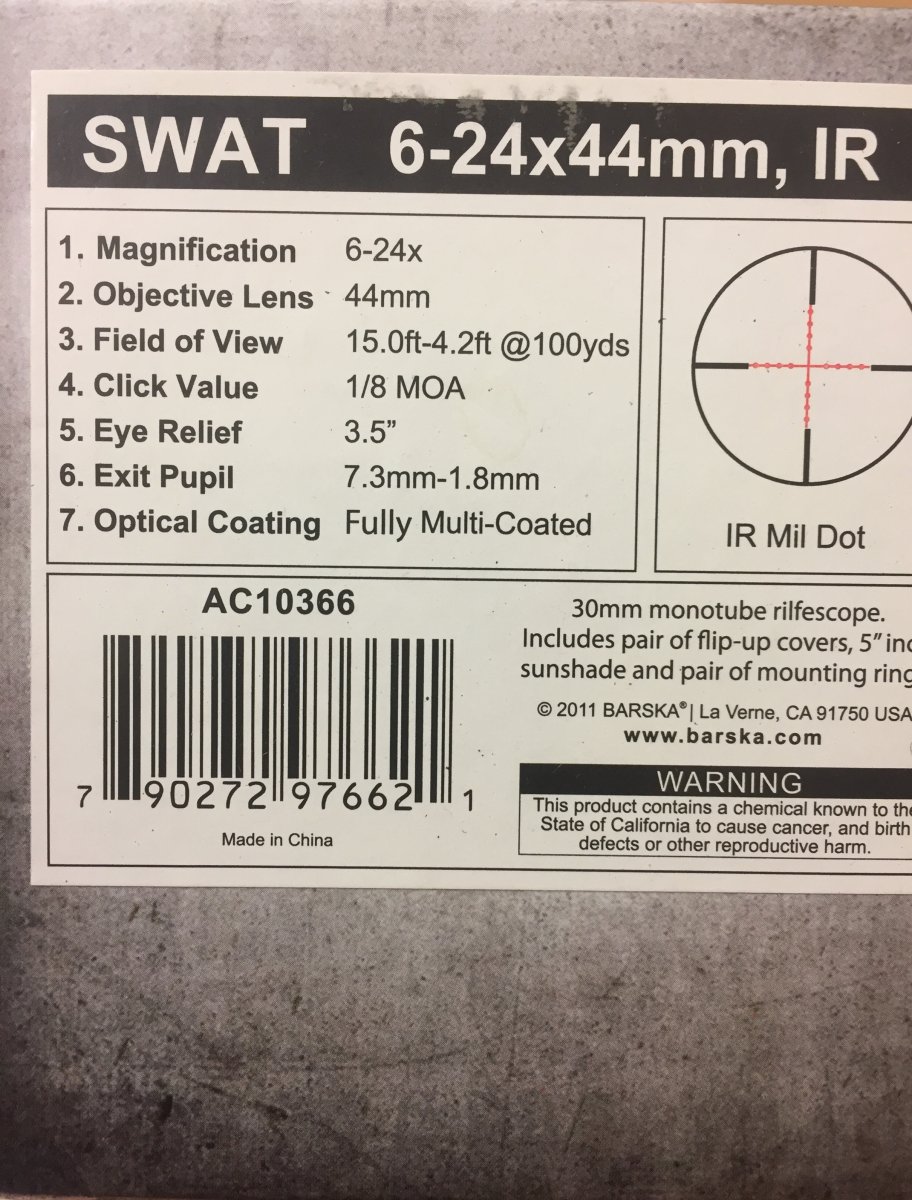 SWAT 6-24x44mm, IR
1. Magnification 6-24x
2. Objective Lens 44mm
3. Field of View 15.0ft-4.2ft @100yds
4. Click Value 1/8 MOA
5. Eye Relief 3.5”
6. Exit Pupil 7.3mm-1.8mm
7. Optical Coating Fully Multi-Coated
IR Mil Dot
AC10366
7 90272 97662 1
Made in China
30mm monotube rilfescope.
Includes pair of flip-up covers, 5”
sunshade and pair of mounting
© 2011 BARSKA® | La Verne, CA 91750 USA
www.barska.com
WARNING
This product contains a chemical known to the
State of California to cause cancer, and birth
defects or other reproductive harm.